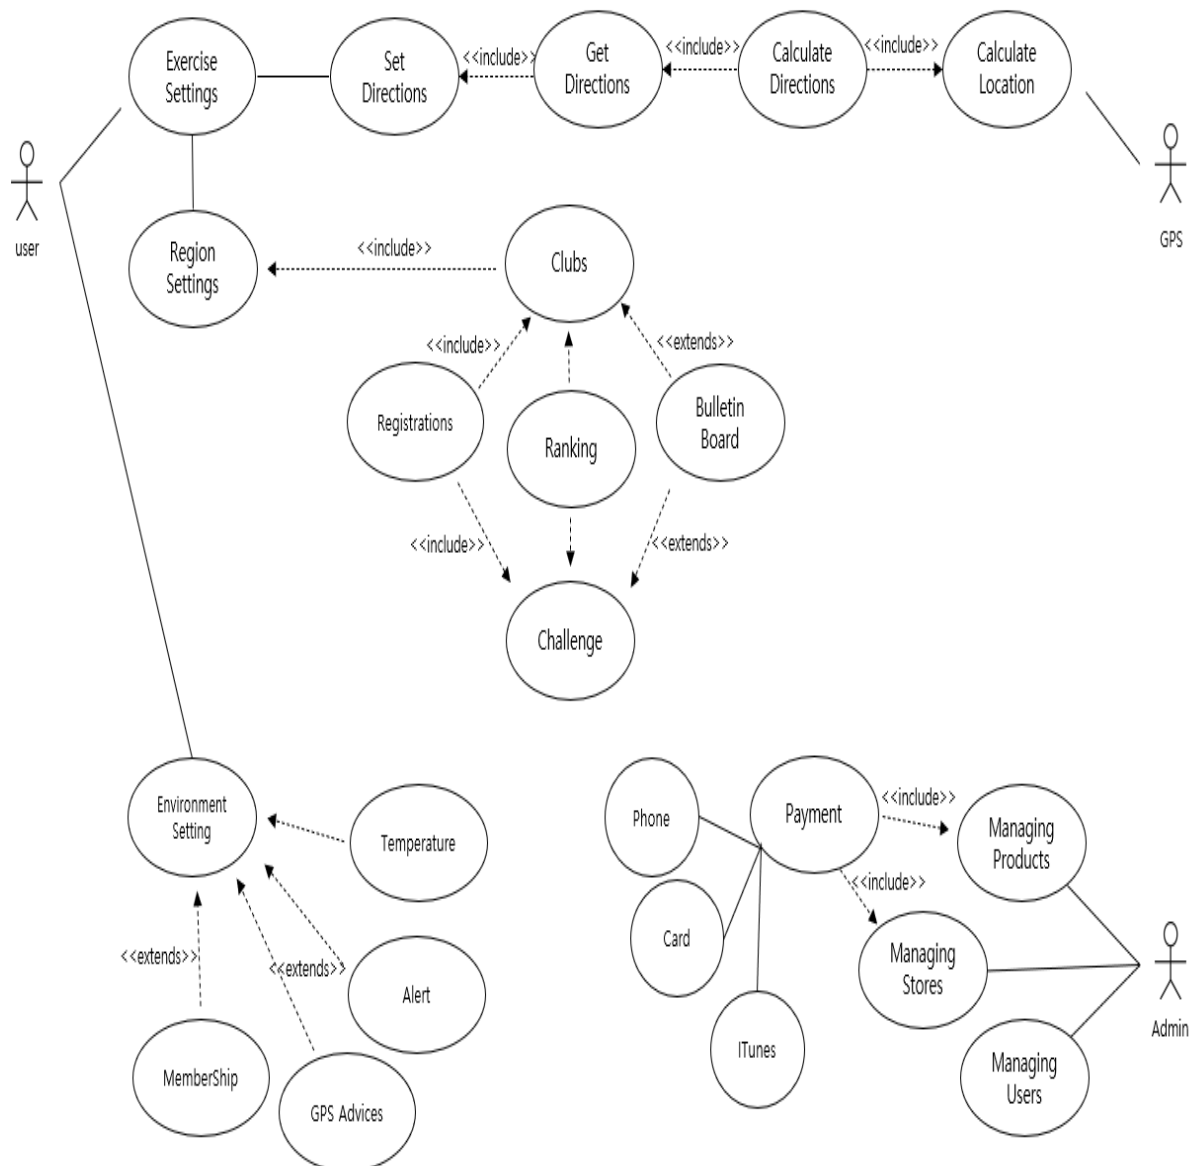 Exercise
Settings
Set
Directions
<<include>>
Get
Directions
<<include>>
Calculate
Directions
<<include>>
Calculate
Location
user
GPS
Region
Settings
<<include>>
Clubs
<<include>>
<<extends>>
Registrations
Ranking
Bulletin
Board
<<include>>
<<extends>>
Challenge
Environment
Setting
Temperature
<<extends>>
<<extends>>
Alert
MemberShip
GPS Advices
Phone
Payment
<<include>>
Managing
Products
<<include>>
Card
Managing
Stores
ITunes
Managing
Users
Admin